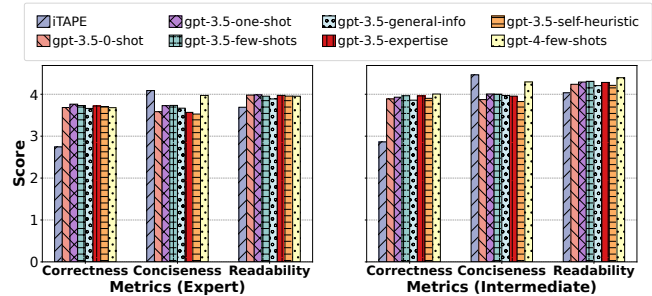 iTAPE gpt-3.5-one-shot gpt-3.5-general-info gpt-3.5-self-heuristic
gpt-3.5-0-shot gpt-3.5-few-shots gpt-3.5-expertise gpt-4-few-shots
Score
4
3
2
1
0
Correctness Conciseness Readability
Metrics (Expert)
Correctness Conciseness Readability
Metrics (Intermediate)